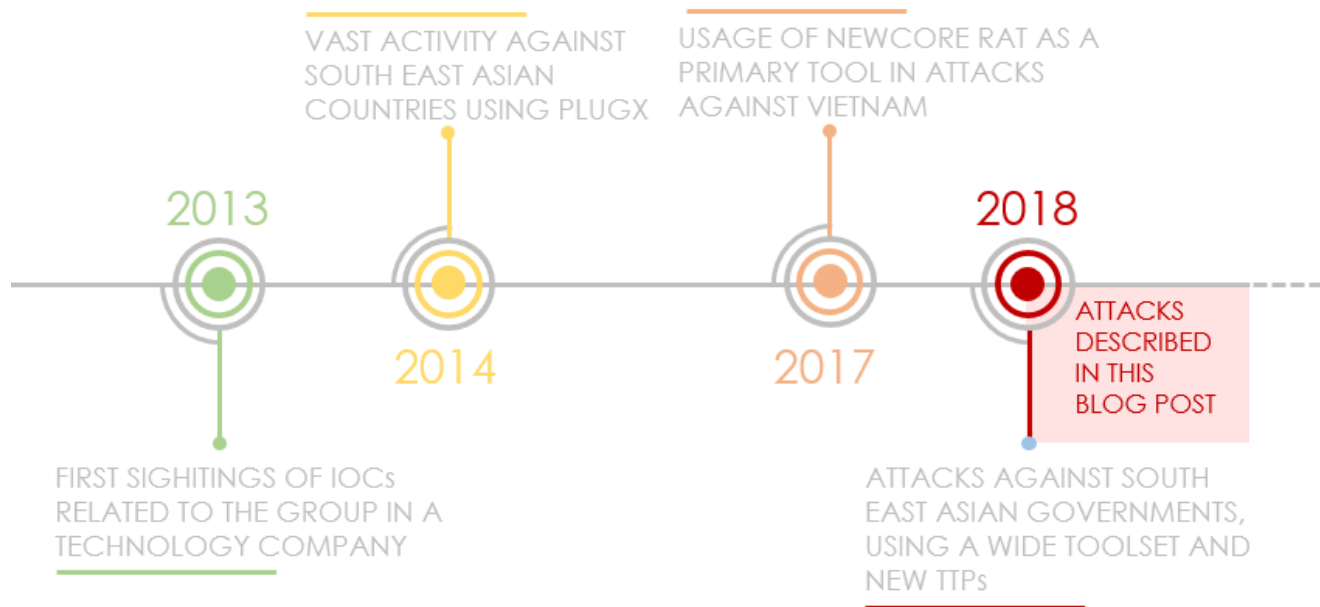 VAST ACTIVITY AGAINST
SOUTH EAST ASIAN
COUNTRIES USING PLUGX
USAGE OF NEWCORE RAT AS A
PRIMARY TOOL IN ATTACKS
AGAINST VIETNAM
2013
2018
2014
2017
ATTACKS
DESCRIBED
IN THIS
BLOG POST
FIRST SIGHITINGS OF IOCs
RELATED TO THE GROUP IN A
TECHNOLOGY COMPANY
ATTACKS AGAINST SOUTH
EAST ASIAN GOVERNMENTS,
USING A WIDE TOOLSET AND
NEW TTPs